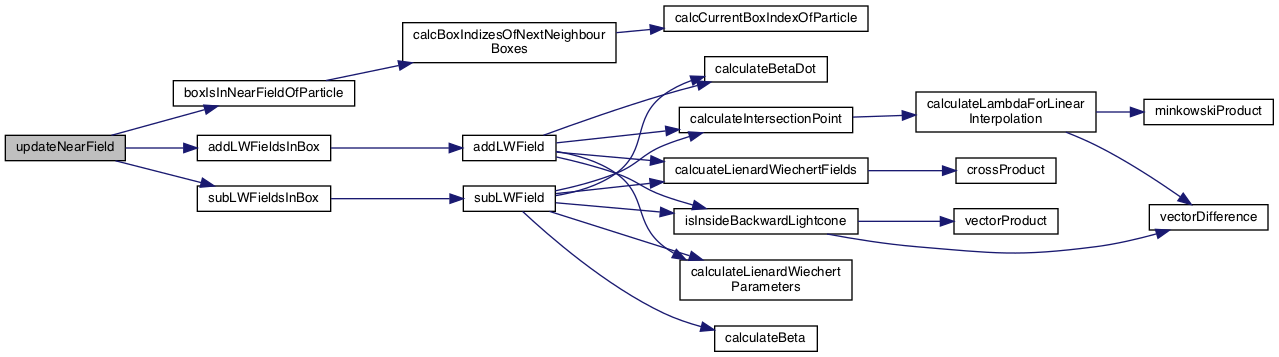 updateNearField
boxIsInNearFieldOfParticle
addLWFieldsInBox
subLWFieldsInBox
calcBoxIndizesOfNextNeighbour
Boxes
calcCurrentBoxIndexOfParticle
addLWField
subLWField
calculateBetaDot
calculateIntersectionPoint
calcuateLienardWiechertFields
isInsideBackwardLightcone
calculateLienardWiechert
Parameters
calculateBeta
calculateLambdaForLinear
Interpolation
crossProduct
vectorProduct
minkowskiProduct
vectorDifference